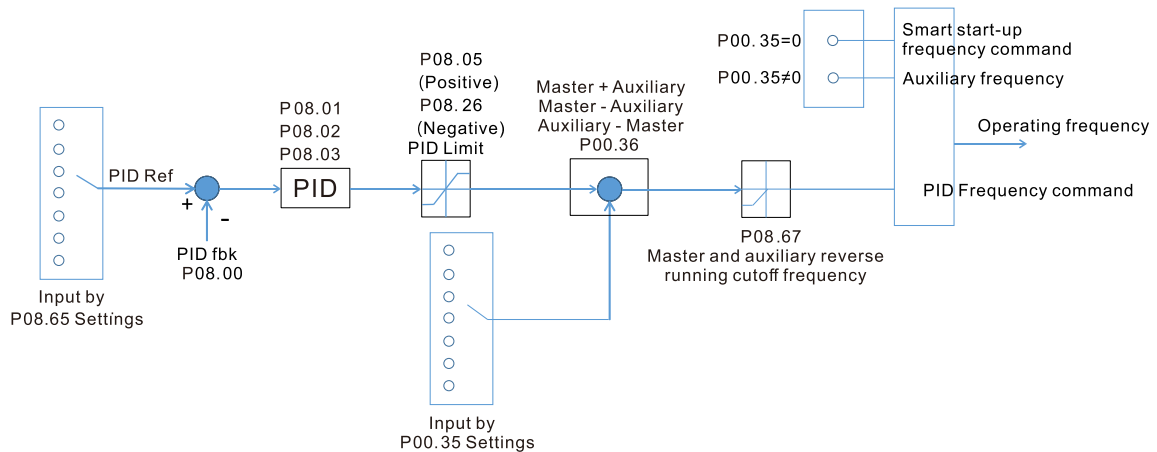 P00.35=0
Smart start-up
frequency command
P00.35≠0
Auxiliary frequency
P08.05
(Positive)
P08.26
(Negative)
PID Limit
Master + Auxiliary
Master - Auxiliary
Auxiliary - Master
P00.36
P08.01
P08.02
P08.03
Operating frequency
PID Ref
PID
PID Frequency command
+
-
PID fbk
P08.00
P08.67
Master and auxiliary reverse
running cutoff frequency
Input by
P08.65 Settings
Input by
P00.35 Settings